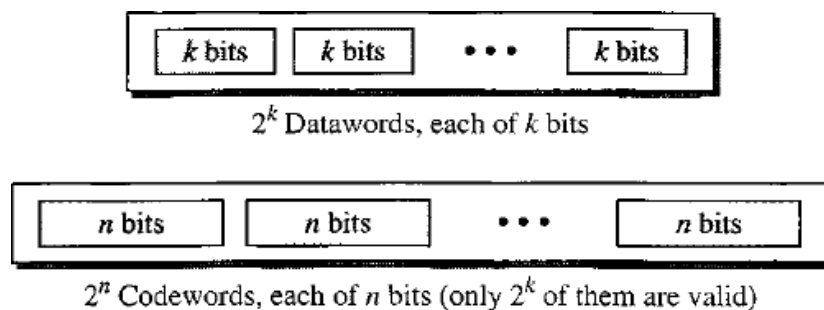 k bits k bits ••• k bits
2^k Datawords, each of k bits
n bits n bits ••• n bits
2^n Codewords, each of n bits (only 2^k of them are valid)